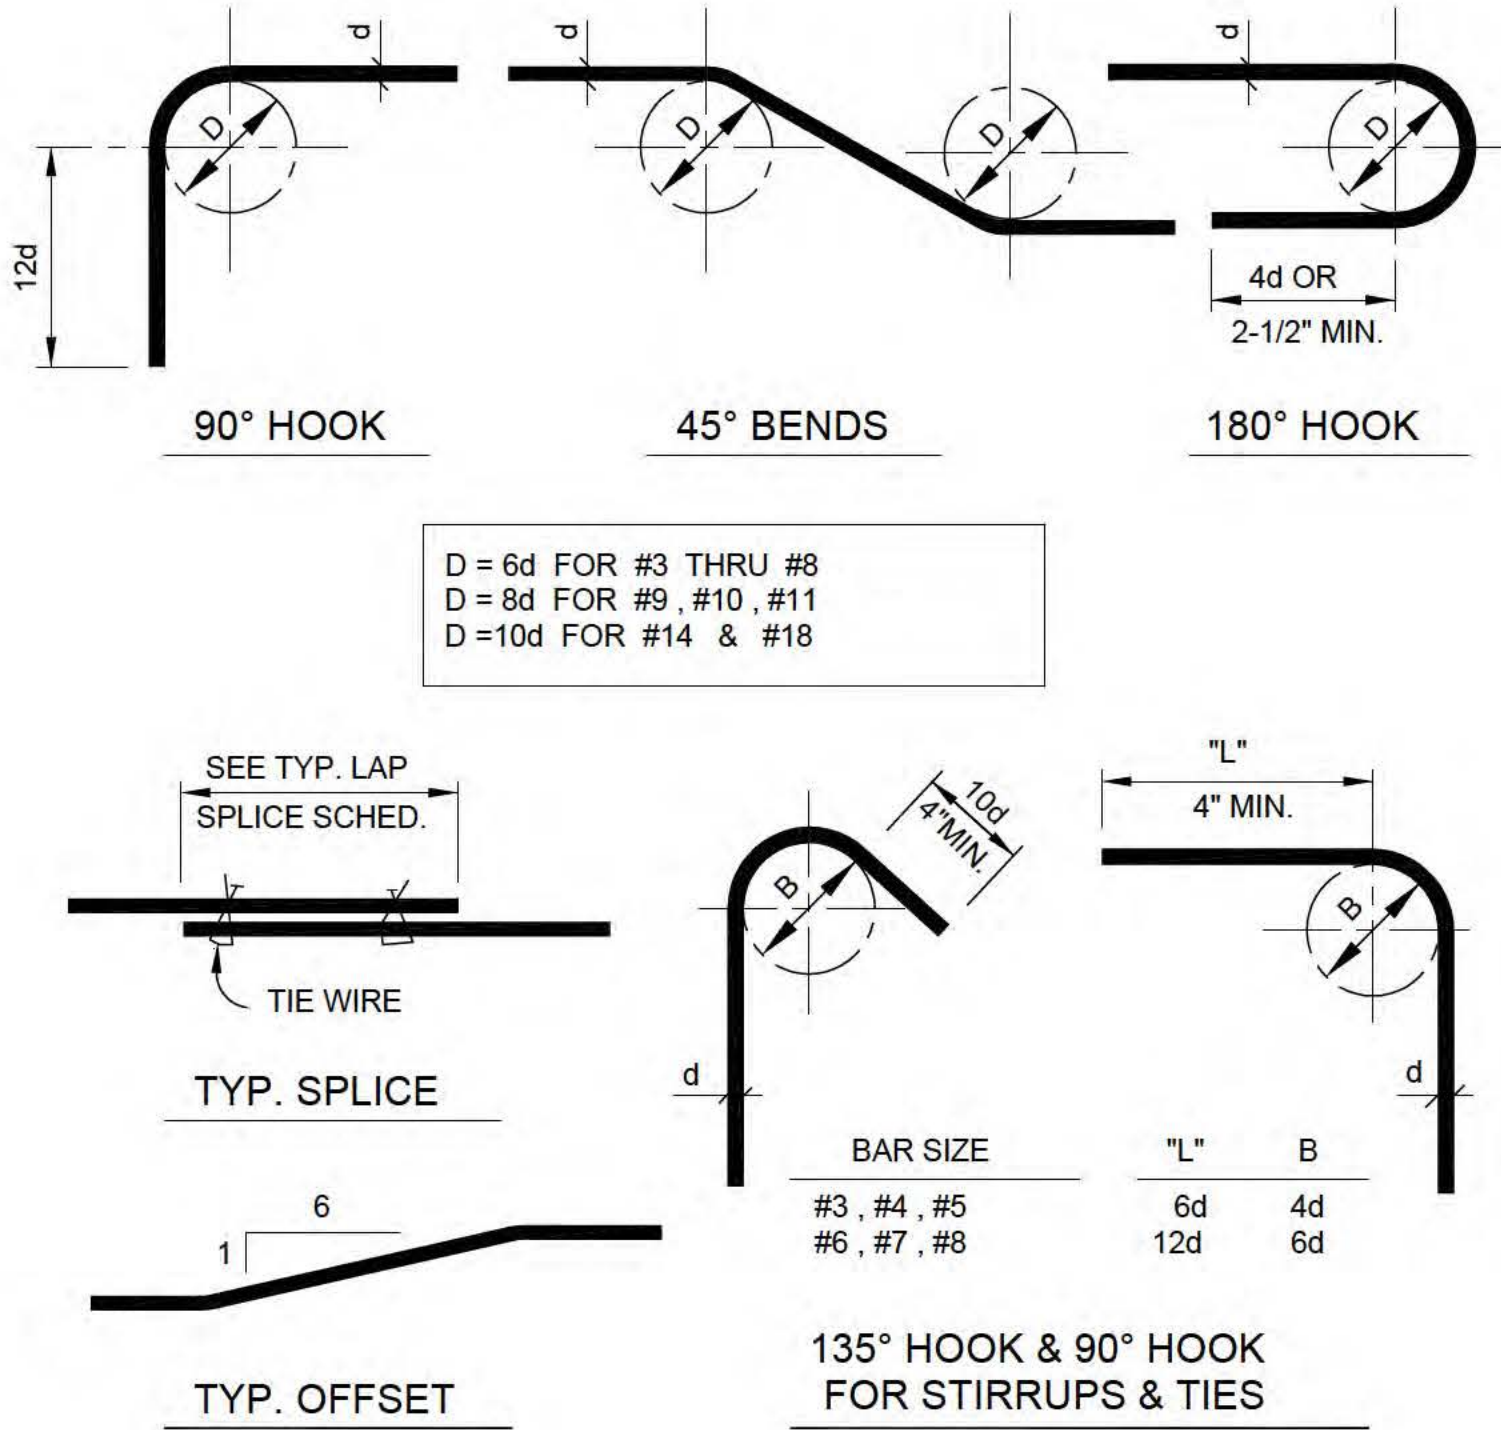 d
D
12d
90° HOOK
d
D
D
45° BENDS
d
D
4d OR
2-1/2" MIN.
180° HOOK
D = 6d FOR #3 THRU #8
D = 8d FOR #9 , #10 , #11
D =10d FOR #14 & #18
SEE TYP. LAP
SPLICE SCHED.
TIE WIRE
TYP. SPLICE
6
1
TYP. OFFSET
10d
4"MIN.
B
d
"L"
4" MIN.
B
d
BAR SIZE "L" B
#3 , #4 , #5 6d 4d
#6 , #7 , #8 12d 6d
135° HOOK & 90° HOOK
FOR STIRRUPS & TIES